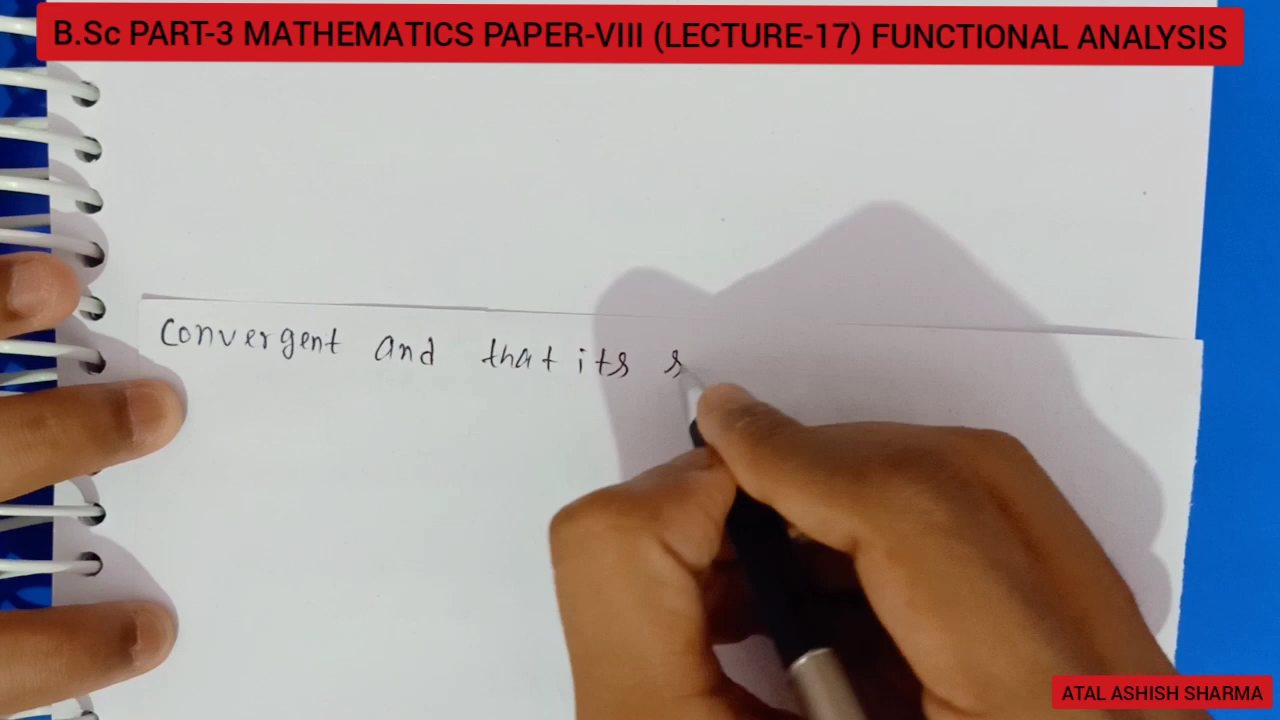 B.Sc PART-3 MATHEMATICS PAPER-VIII (LECTURE-17) FUNCTIONAL ANALYSIS
Convergent and that its s
ATAL ASHISH SHARMA